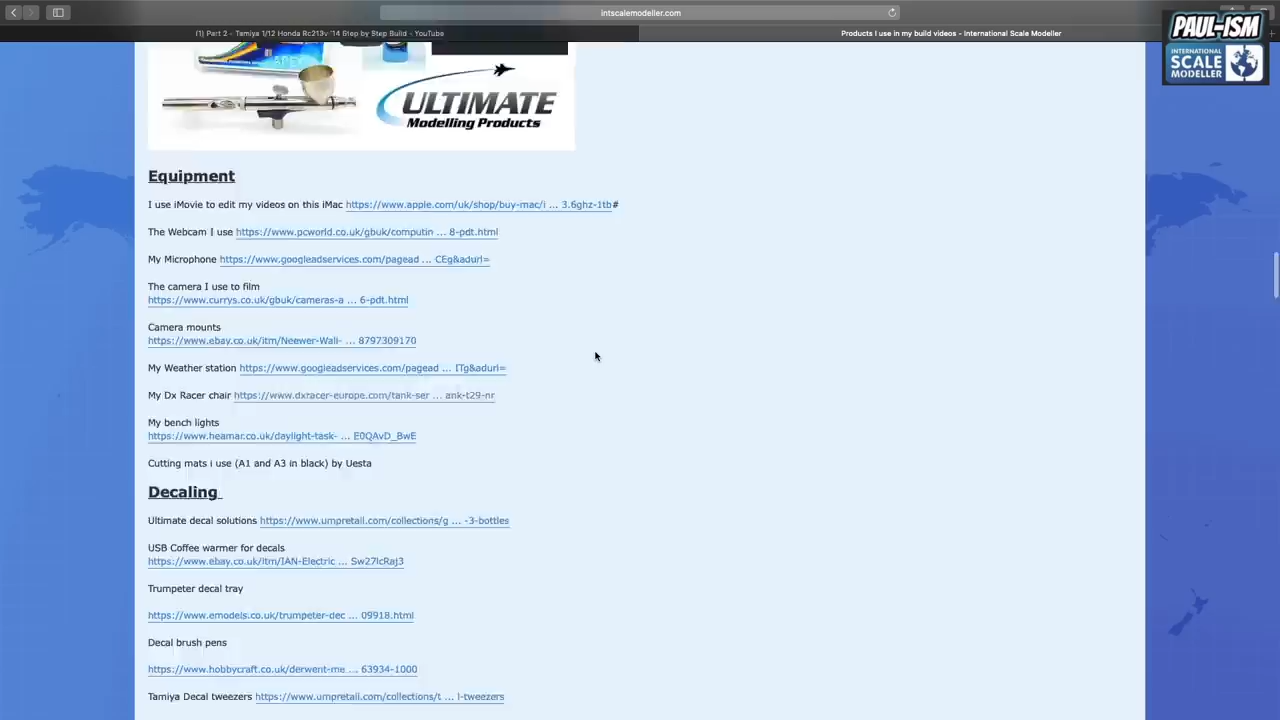 intscalemodeller.com
(1) Part 2 - Tamiya 1/12 Honda Rc213v '14 Step by Step Build - YouTube
Products I use in my build videos - International Scale Modeller
PAUL-ISM
INTERNATIONAL
SCALE
MODELLER
APEX
ULTIMATE
Modelling Products
Equipment
I use iMovie to edit my videos on this iMac https://www.apple.com/uk/shop/buy-mac/i ... 3.6ghz-1tb#
The Webcam I use https://www.pcworld.co.uk/gbuk/computin ... 8-pdt.html
My Microphone https://www.googleadservices.com/pagead ... CEg&adurl=
The camera I use to film
https://www.currys.co.uk/gbuk/cameras-a ... 6-pdt.html
Camera mounts
https://www.ebay.co.uk/itm/Neewer-Wall- ... 8797309170
My Weather station https://www.googleadservices.com/pagead ... ITg&adurl=
My Dx Racer chair https://www.dxracer-europe.com/tank-ser ... ank-t29-nr
My bench lights
https://www.heamar.co.uk/daylight-task- ... E0QAvD_BwE
Cutting mats i use (A1 and A3 in black) by Uesta
Decaling
Ultimate decal solutions https://www.umpretail.com/collections/g ... -3-bottles
USB Coffee warmer for decals
https://www.ebay.co.uk/itm/IAN-Electric ... Sw27lcRaj3
Trumpeter decal tray
https://www.emodels.co.uk/trumpeter-dec ... 09918.html
Decal brush pens
https://www.hobbycraft.co.uk/derwent-me ... 63934-1000
Tamiya Decal tweezers https://www.umpretail.com/collections/t ... l-tweezers